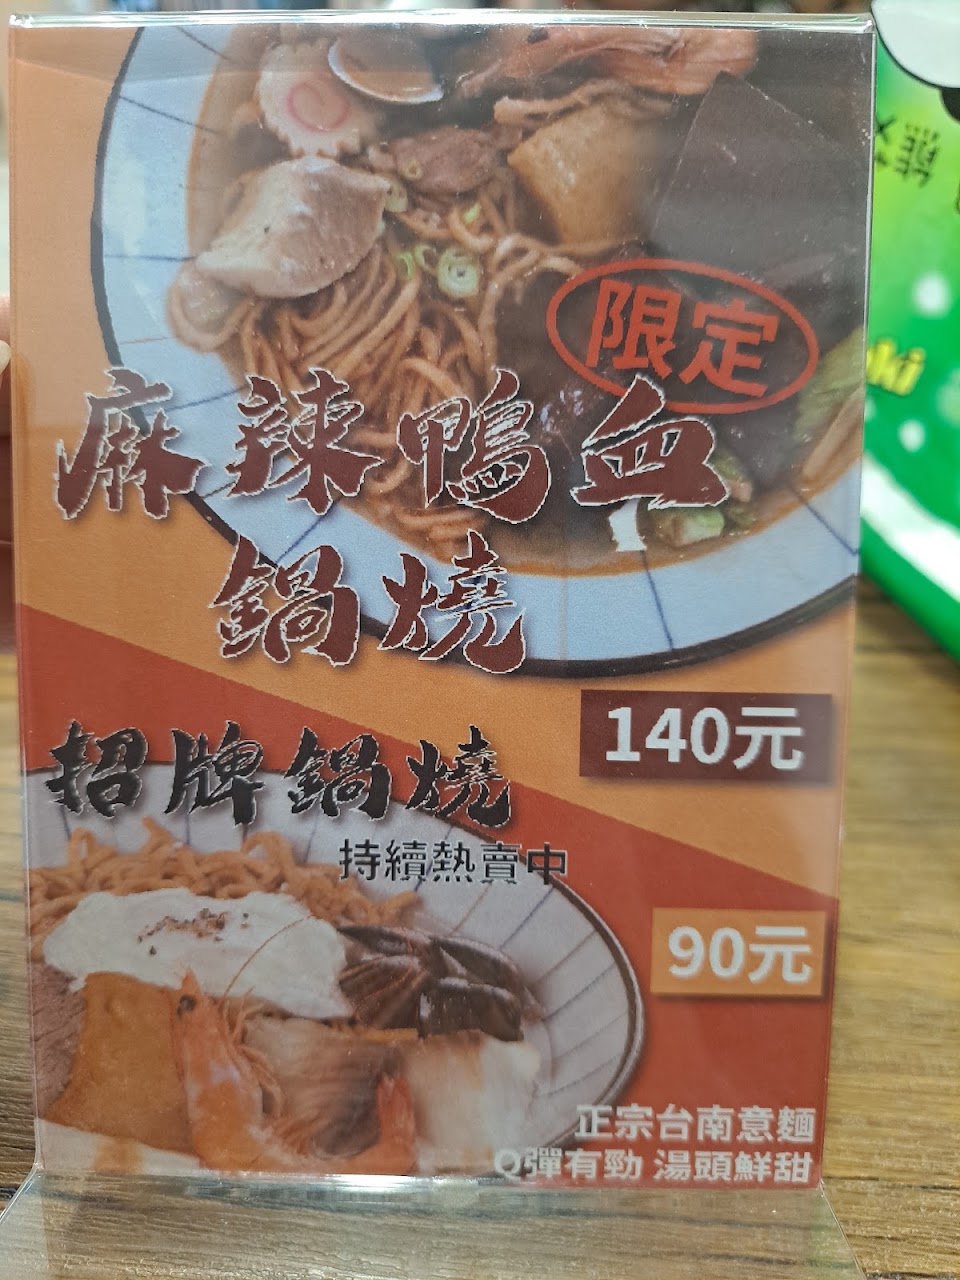 限定
麻辣鴨血
鍋燒
140元
招牌鍋燒
持續熱賣中
90元
正宗台南意麵
Q彈有勁 湯頭鮮甜